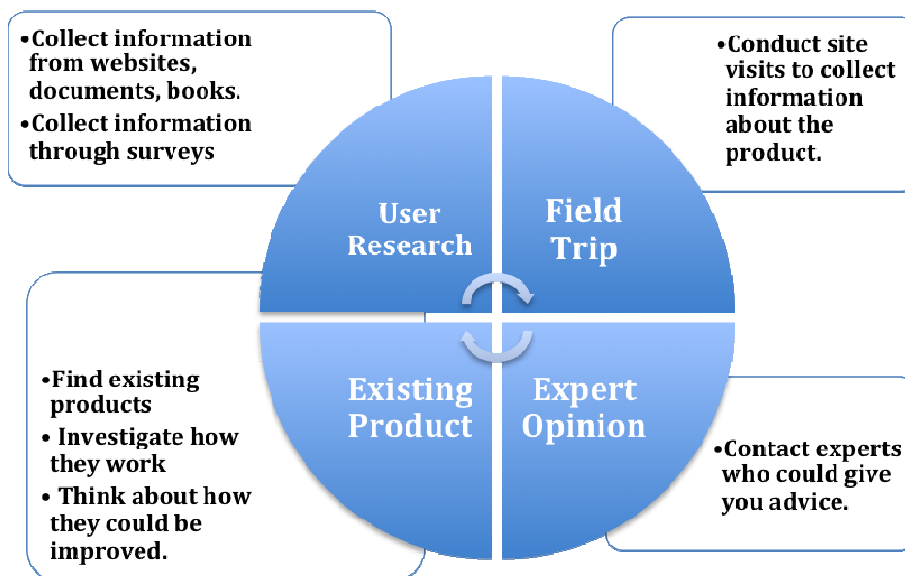 •Collect information
from websites,
documents, books.
•Collect information
through surveys
•Conduct site
visits to collect
information
about the
product.
User
Research
Field
Trip
Existing
Product
Expert
Opinion
•Find existing
products
• Investigate how
they work
• Think about how
they could be
improved.
•Contact experts
who could give
you advice.